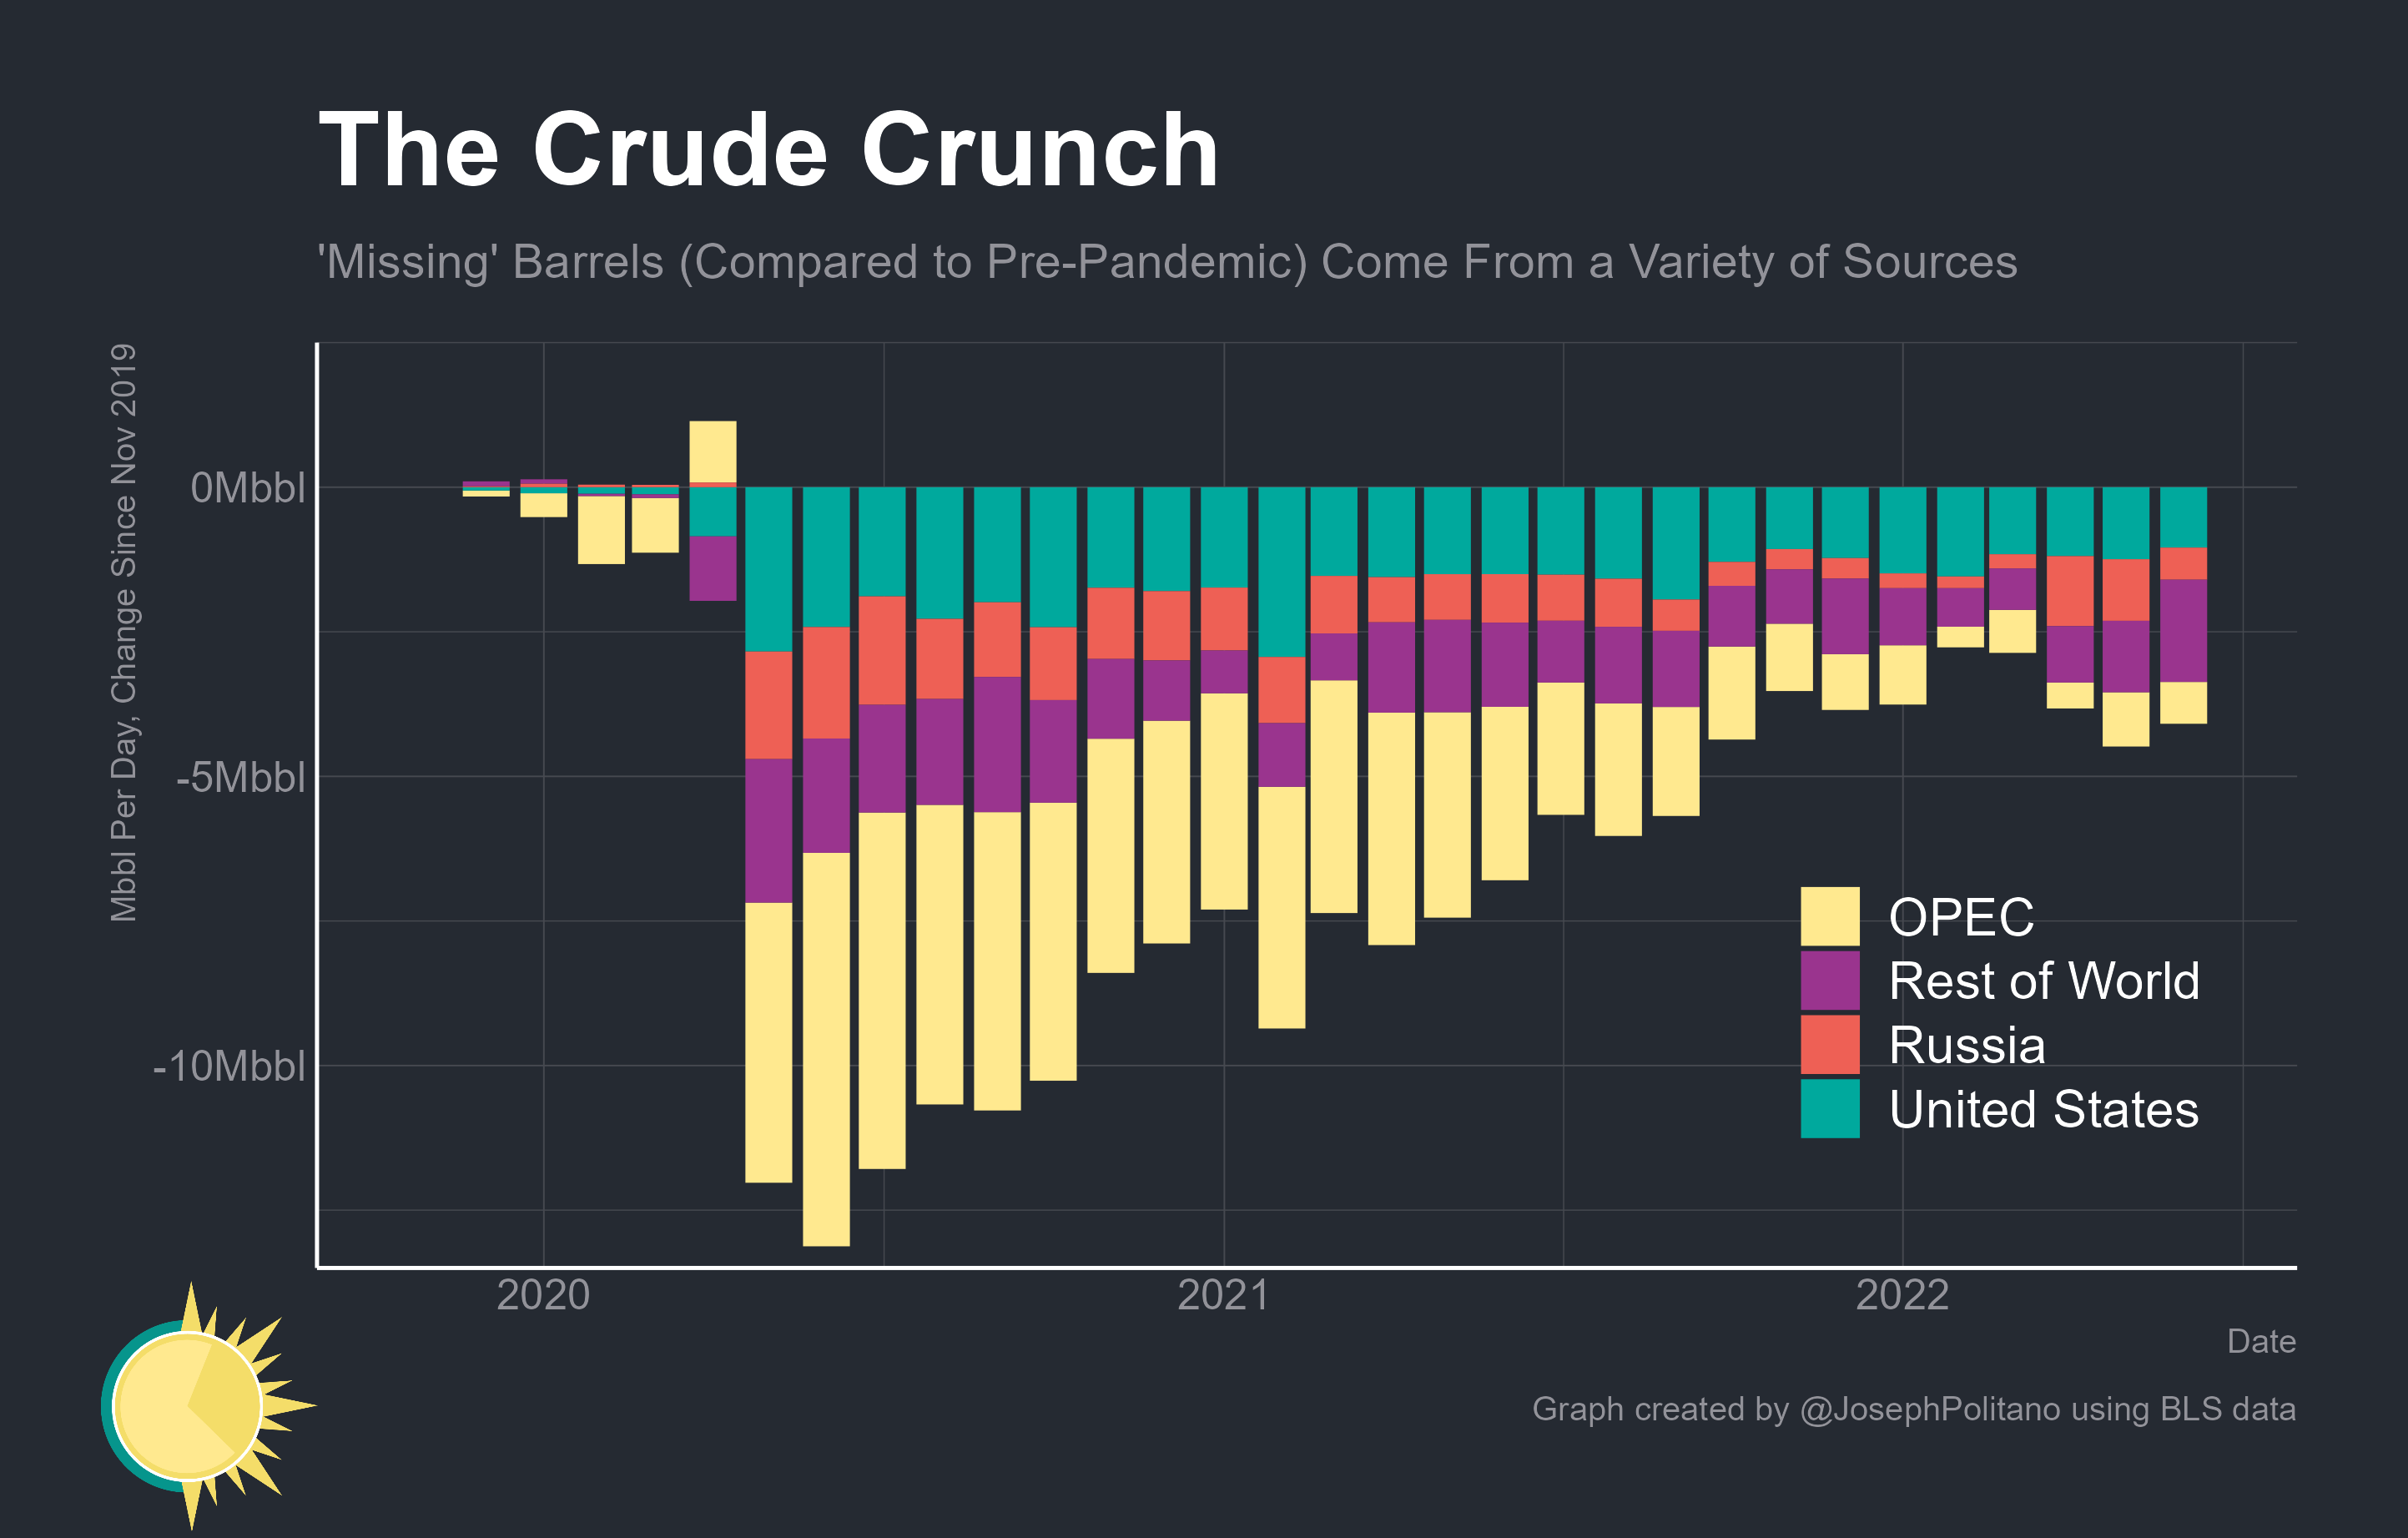 The Crude Crunch
'Missing' Barrels (Compared to Pre-Pandemic) Come From a Variety of Sources
Mbbl Per Day, Change Since Nov 2019
0Mbbl
-5Mbbl
-10Mbbl
OPEC
Rest of World
Russia
United States
2020
2021
2022
Date
Graph created by @JosephPolitano using BLS data